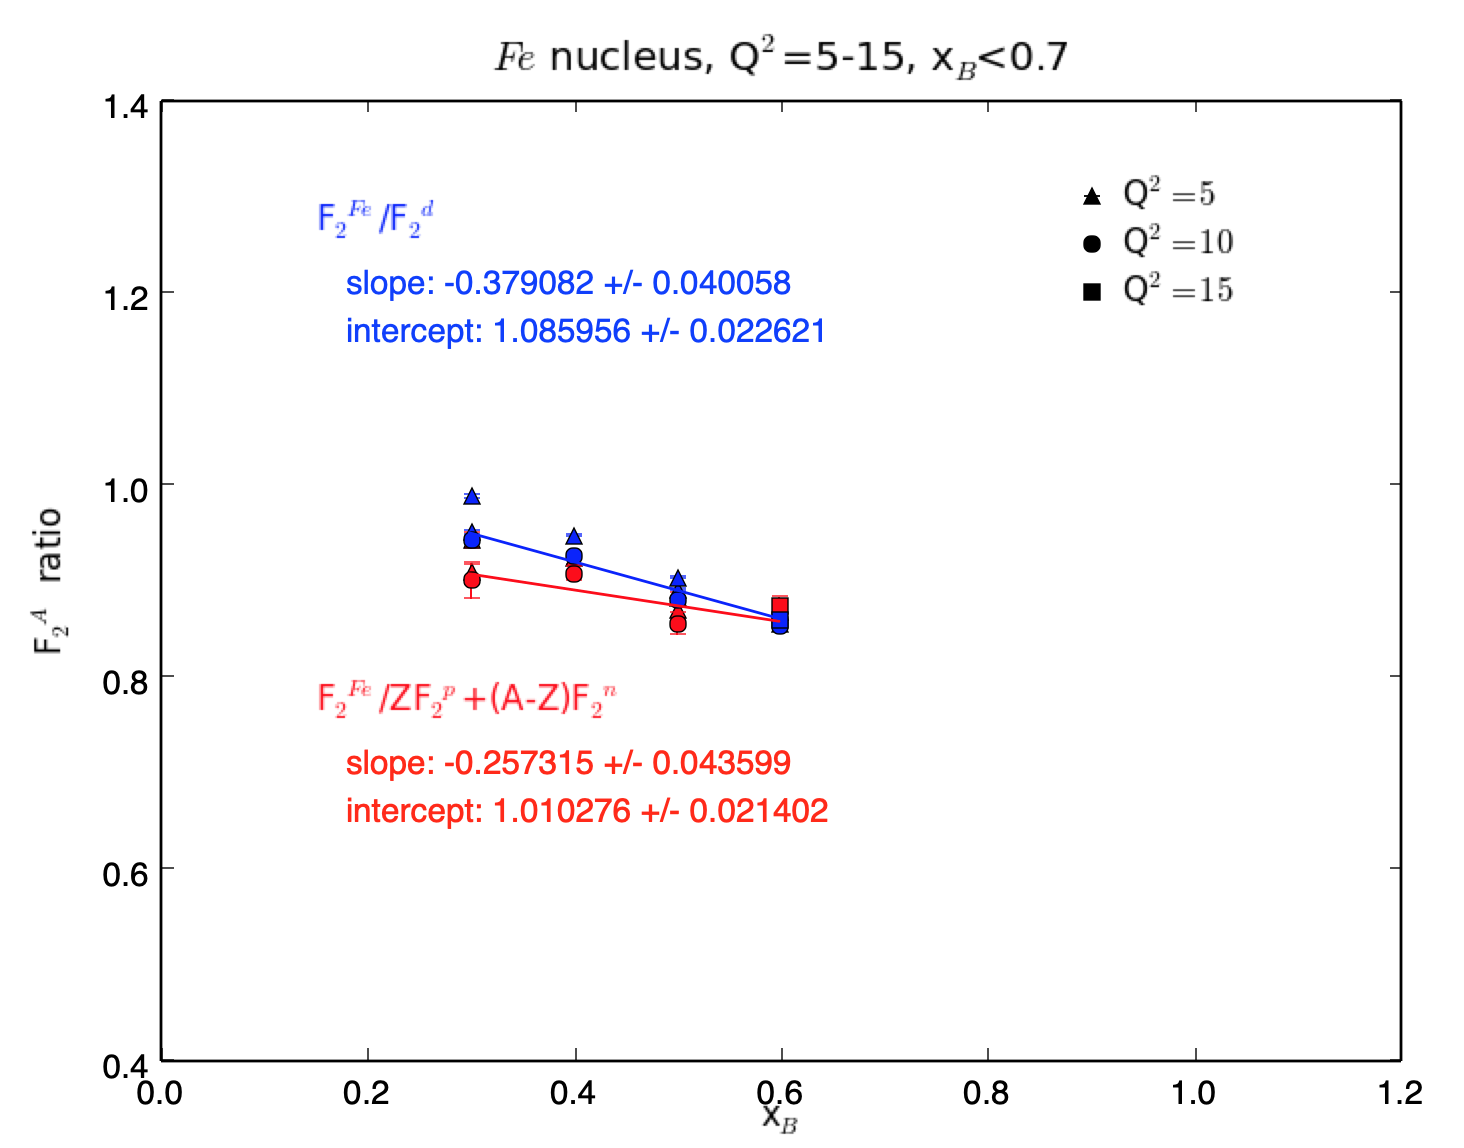 Fe nucleus, Q²=5-15, x_B<0.7
1.4
1.2
1.0
0.8
0.6
0.4
F₂^A ratio
F₂^Fe/F₂^d
slope: -0.379082 +/- 0.040058
intercept: 1.085956 +/- 0.022621
Q² =5
Q² =10
Q² =15
F₂^Fe/ZF₂^p+(A-Z)F₂^n
slope: -0.257315 +/- 0.043599
intercept: 1.010276 +/- 0.021402
0.0 0.2 0.4 0.6 0.8 1.0 1.2
x_B